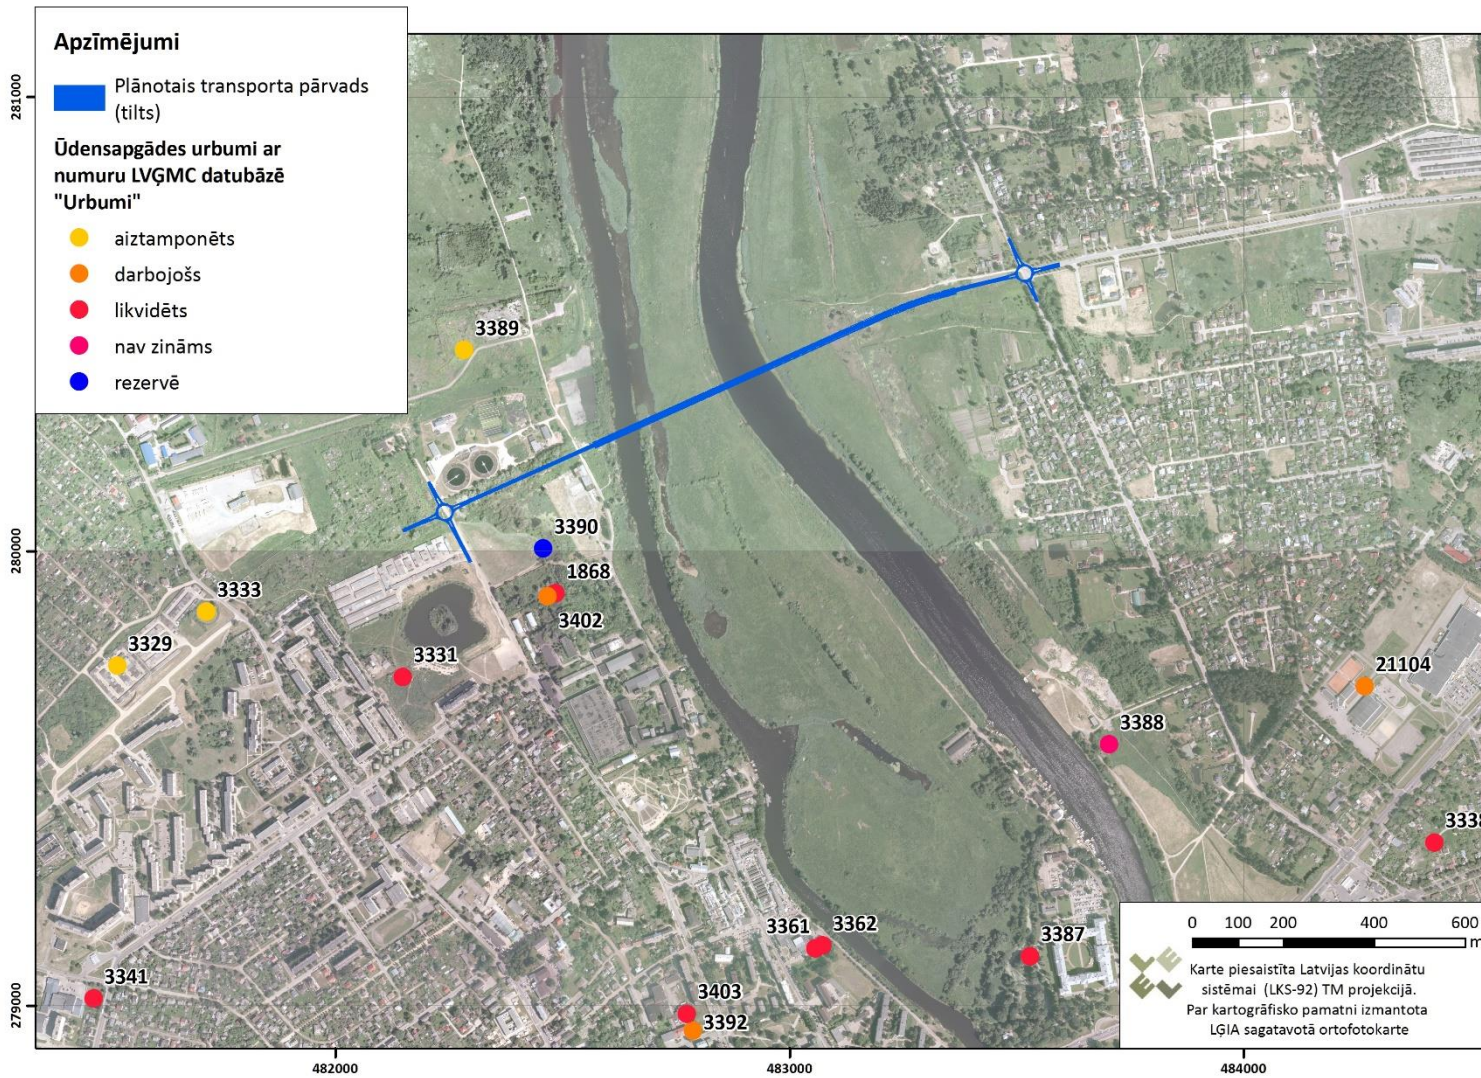 Apzīmējumi
Plānotais transporta pārvads
(tilts)
Ūdensapgādes urbumi ar
numuru LVĢMC datubāzē
"Urbumi"
aiztamponēts
darbojošs
likvidēts
nav zināms
rezervē
281000
280000
279000
3389
3390
1868
3402
3333
3329
3331
21104
3388
3338
3361
3362
3387
3341
3403
3392
0 100 200 400 600
m
Karte piesaistīta Latvijas koordinātu
sistēmai (LKS-92) TM projekcijā.
Par kartogrāfisko pamatni izmantota
LĢIA sagatavotā ortofotokarte
482000
483000
484000